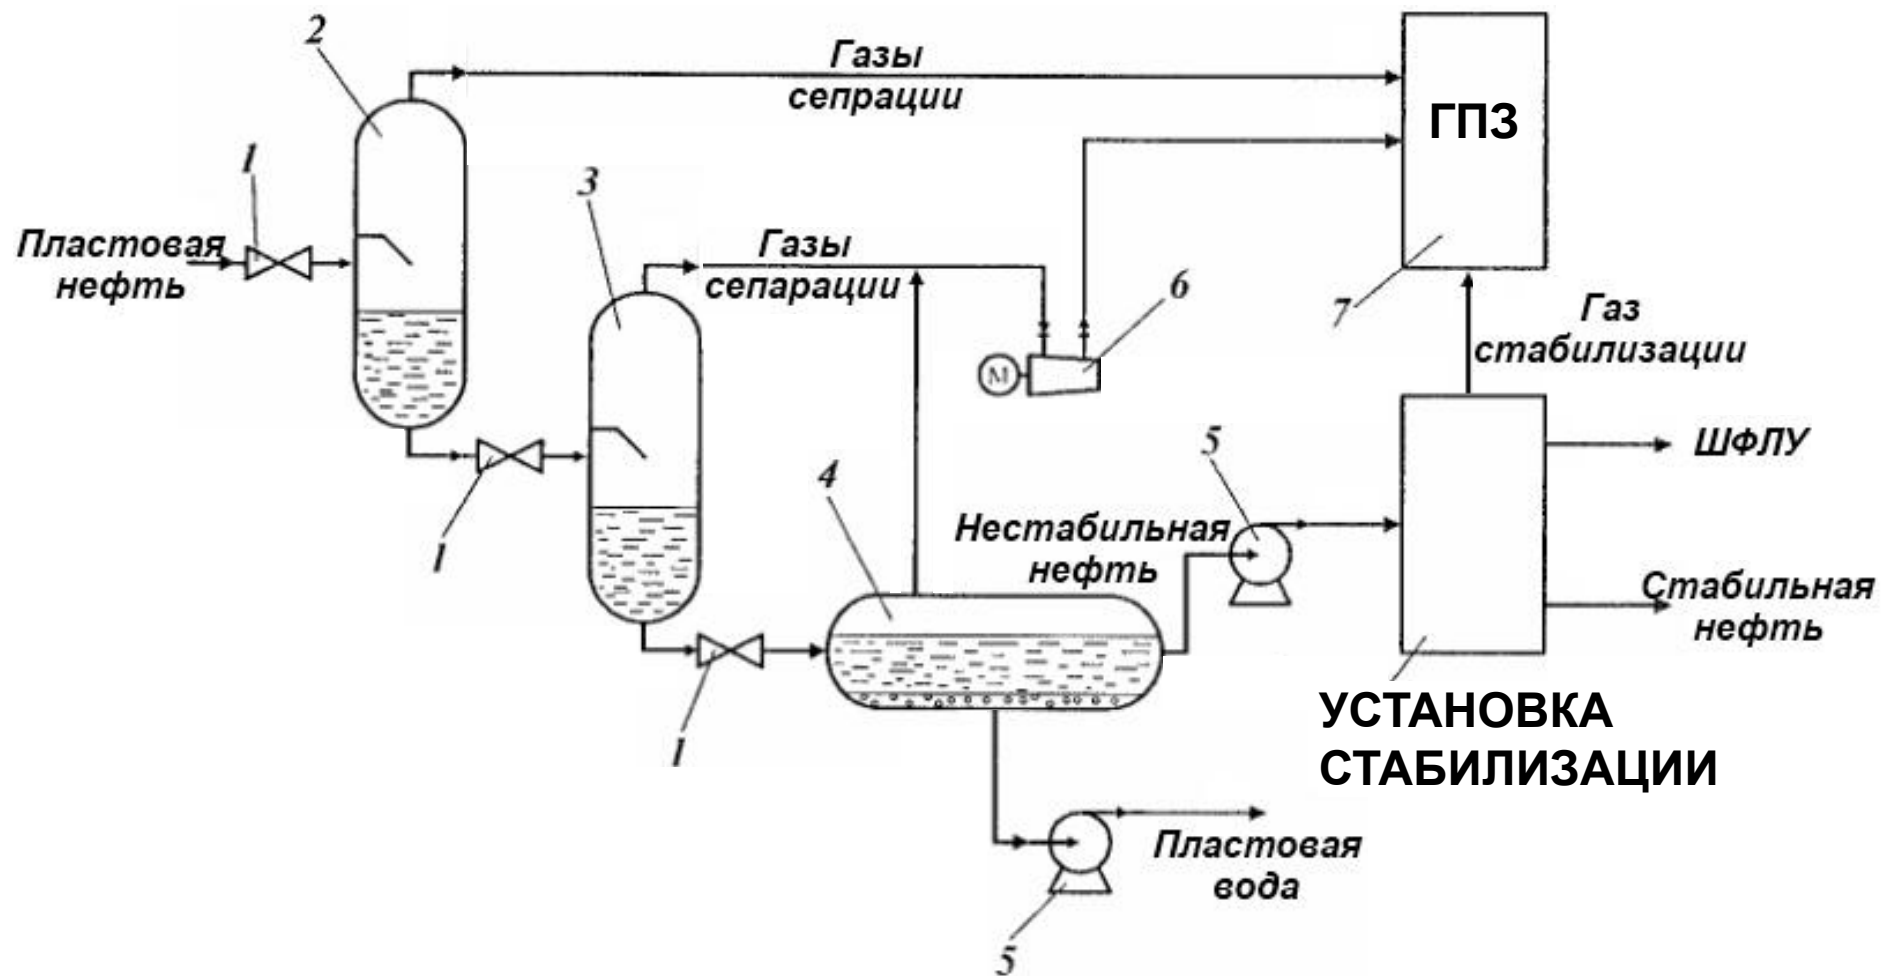 2
Газы
сепрации
ГПЗ
1
3
Пластовая
нефть
Газы
сепарации
6
7
Газ
стабилизации
М
1
4
5
ШФЛУ
Нестабильная
нефть
Стабильная
нефть
1
УСТАНОВКА
СТАБИЛИЗАЦИИ
Пластовая
вода
5